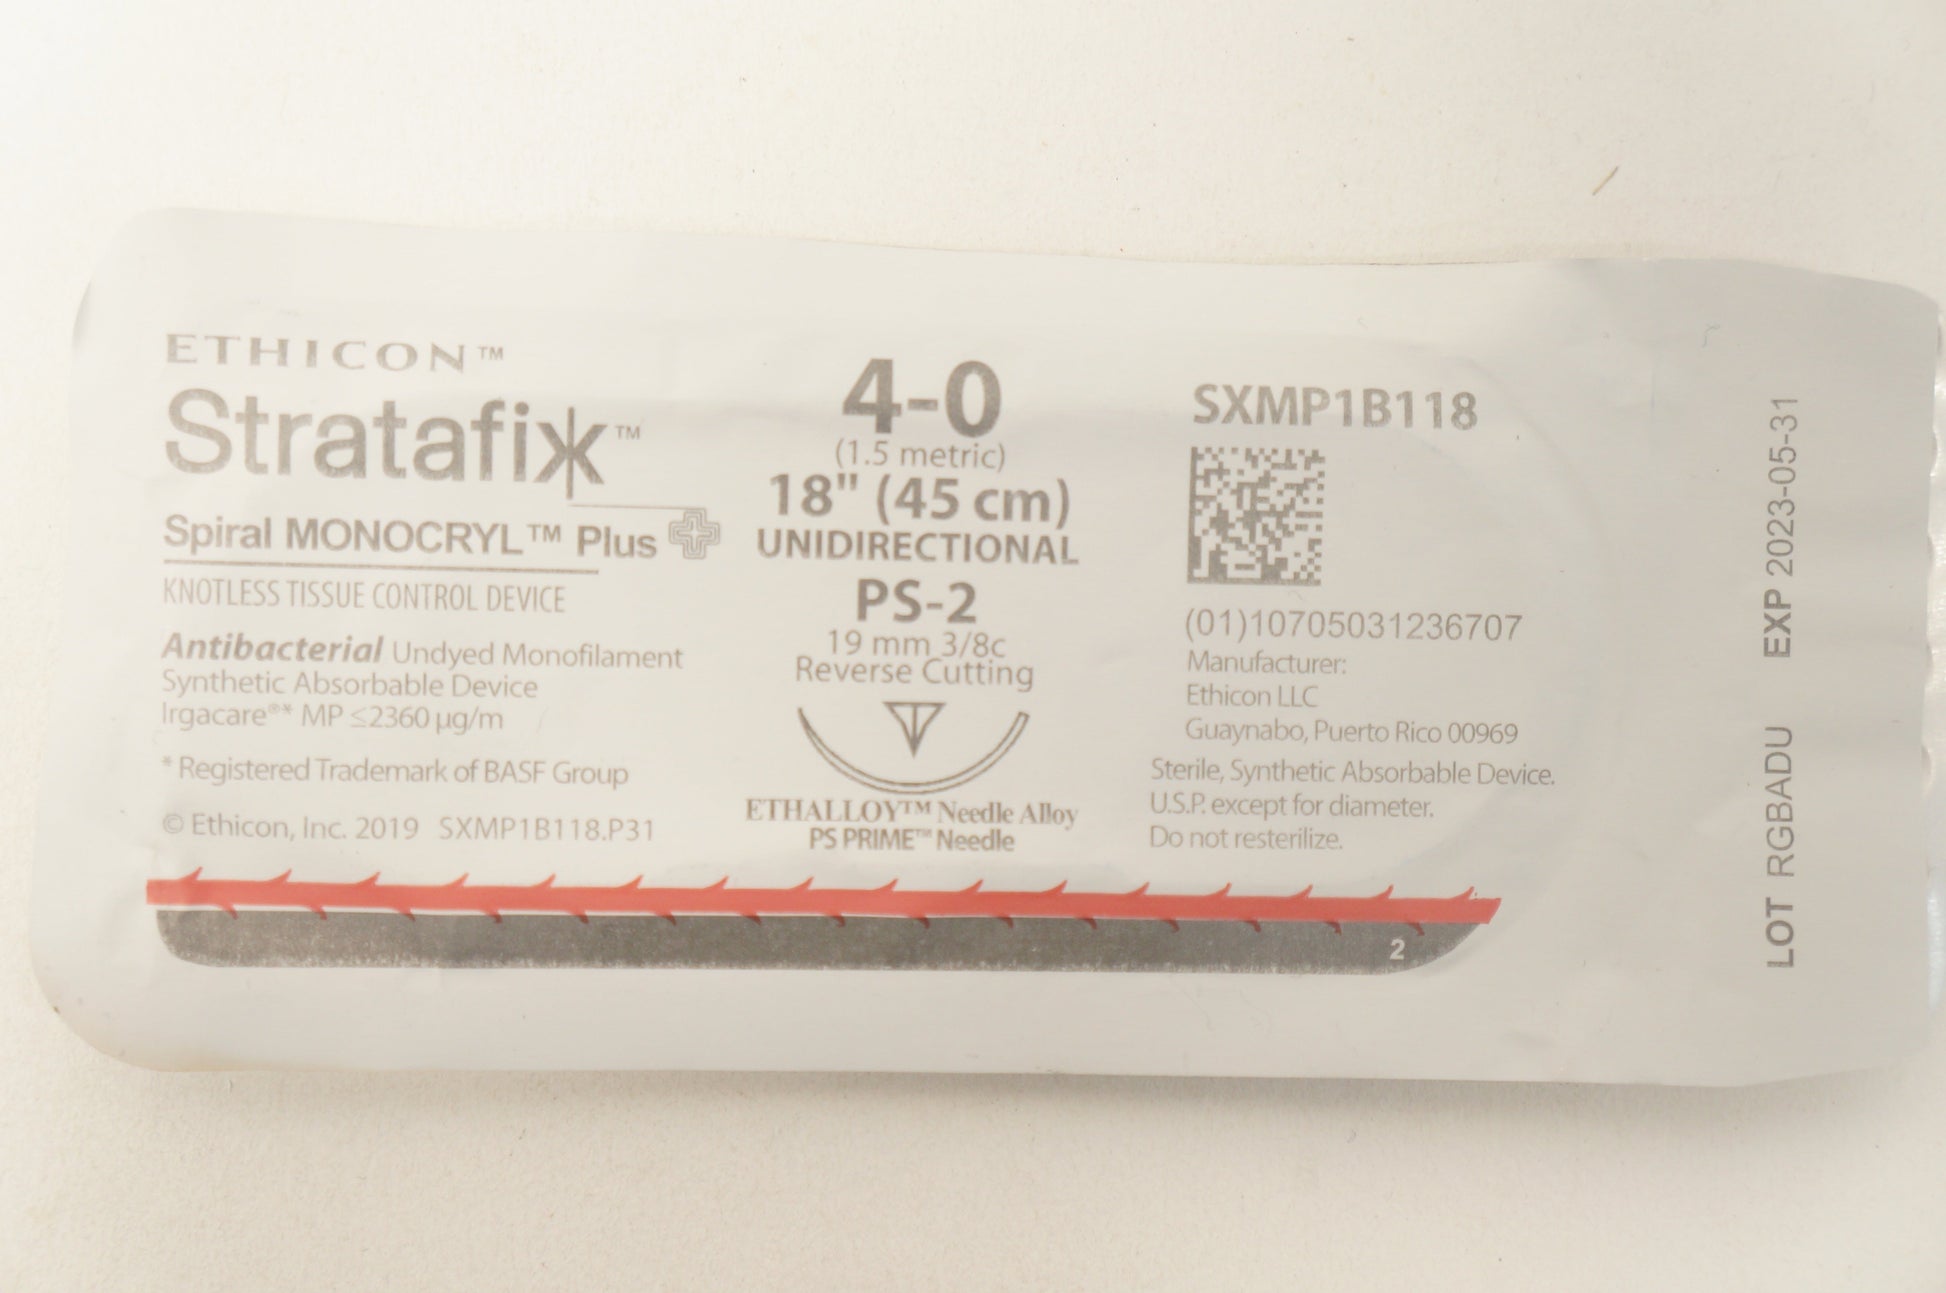 ETHICON™
Stratafix™
Spiral MONOCRYL™ Plus
KNOTLESS TISSUE CONTROL DEVICE
Antibacterial Undyed Monofilament
Synthetic Absorbable Device
Irgacare®* MP ≤2360 µg/m
* Registered Trademark of BASF Group
© Ethicon, Inc. 2019 SXMP1B118.P31
4-0
(1.5 metric)
18" (45 cm)
UNIDIRECTIONAL
PS-2
19 mm 3/8c
Reverse Cutting
ETHALLOY™ Needle Alloy
PS PRIME™ Needle
SXMP1B118
(01)10705031236707
Manufacturer:
Ethicon LLC
Guaynabo, Puerto Rico 00969
Sterile, Synthetic Absorbable Device.
U.S.P. except for diameter.
Do not resterilize.
2
LOT RGBADU EXP 2023-05-31